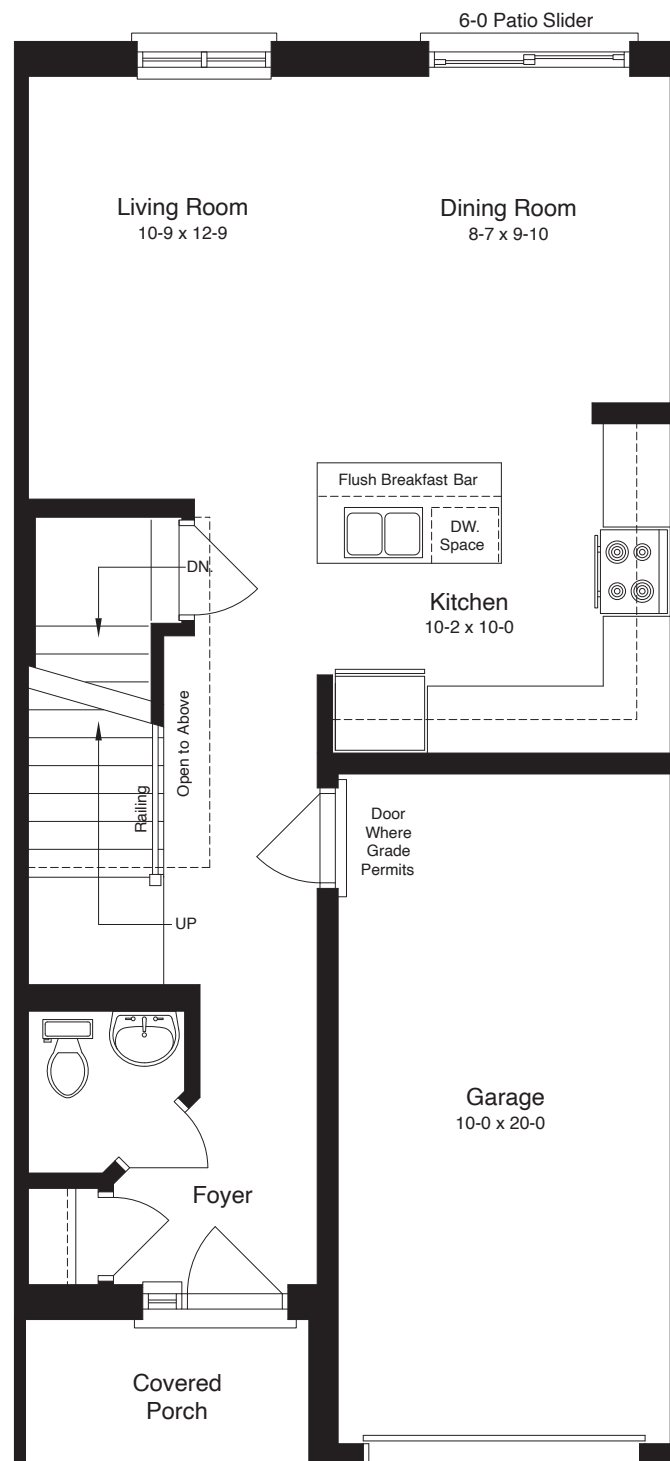 6-0 Patio Slider
Living Room
10-9 x 12-9
Dining Room
8-7 x 9-10
Flush Breakfast Bar
DW.
Space
DN.
Kitchen
10-2 x 10-0
Open to Above
Railing
Door
Where
Grade
Permits
UP
Garage
10-0 x 20-0
Foyer
Covered
Porch